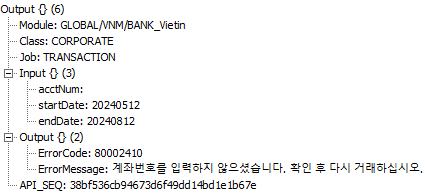 Output {} (6)
Module: GLOBAL/VNM/BANK_Vietin
Class: CORPORATE
Job: TRANSACTION
Input {} (3)
acctNum:
startDate: 20240512
endDate: 20240812
Output {} (2)
ErrorCode: 80002410
ErrorMessage: 계좌번호를 입력하지 않으셨습니다. 확인 후 다시 거래하십시오.
API_SEQ: 38bf536cb94673d6f49dd14bd1e1b67e